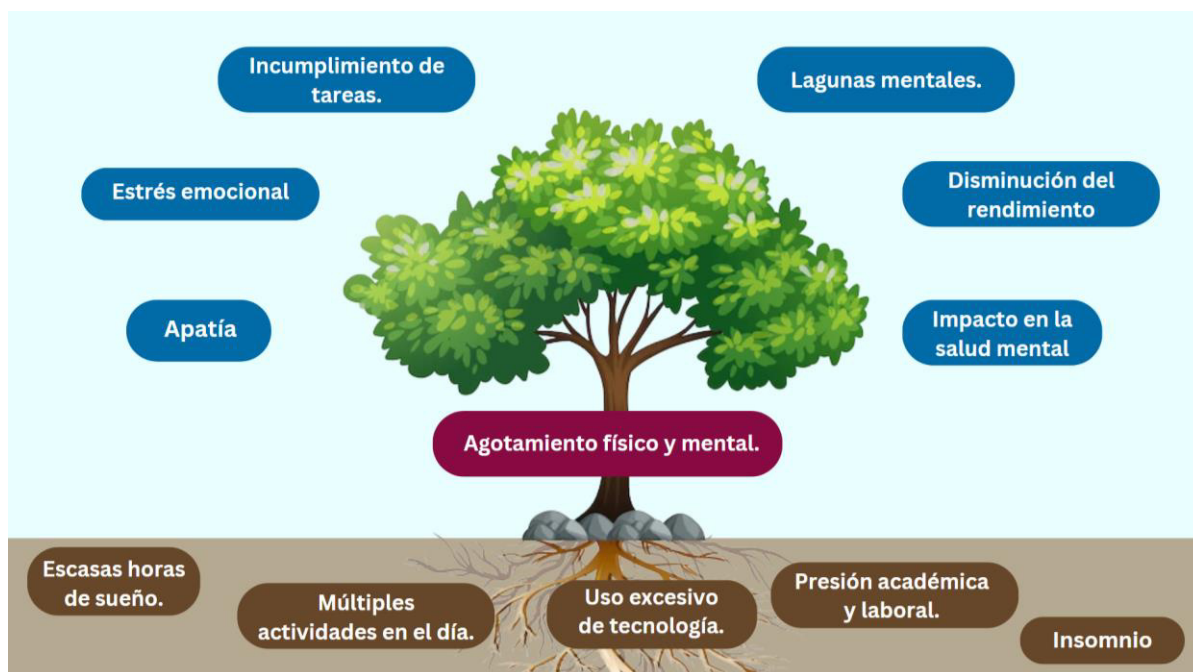 Incumplimiento de
tareas.
Lagunas mentales.
Estrés emocional
Disminución del
rendimiento
Apatía
Impacto en la
salud mental
Agotamiento físico y mental.
Escasas horas
de sueño.
Múltiples
actividades en el día.
Uso excesivo
de tecnología.
Presión académica
y laboral.
Insomnio